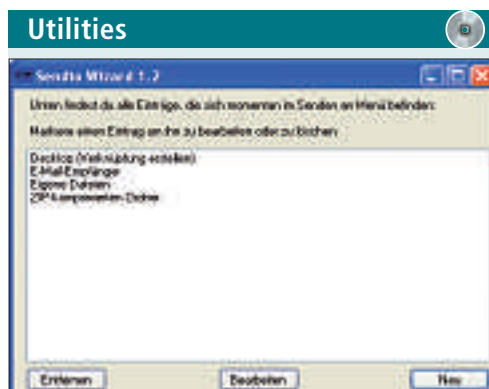 Utilities
Sendto Wizard 1.2
Unten findest du alle Einträge, die sich momentan im Senden an Menü befinden:
Markiere einen Eintrag um ihn zu bearbeiten oder zu löschen
Desktop (Verknüpfung erstellen)
E-Mail-Empfänger
Eigene Dateien
ZIP-komprimierten Ordner
Entfernen
Bearbeiten
Neu